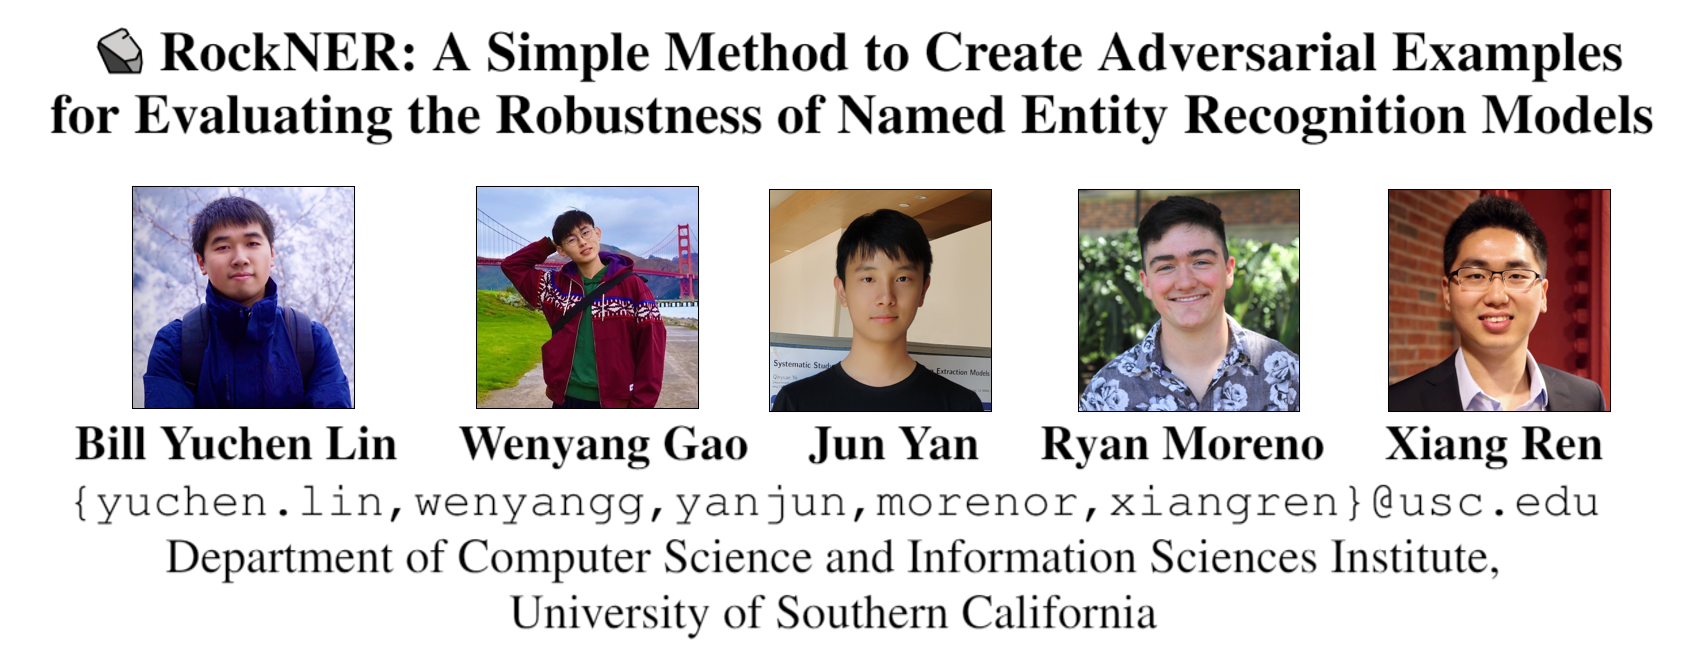 RockNER: A Simple Method to Create Adversarial Examples
for Evaluating the Robustness of Named Entity Recognition Models
Systematic Studi
Extraction Models
Bill Yuchen Lin Wenyang Gao Jun Yan Ryan Moreno Xiang Ren
{yuchen.lin,wenyangg,yanjun,morenor,xiangren}@usc.edu
Department of Computer Science and Information Sciences Institute,
University of Southern California